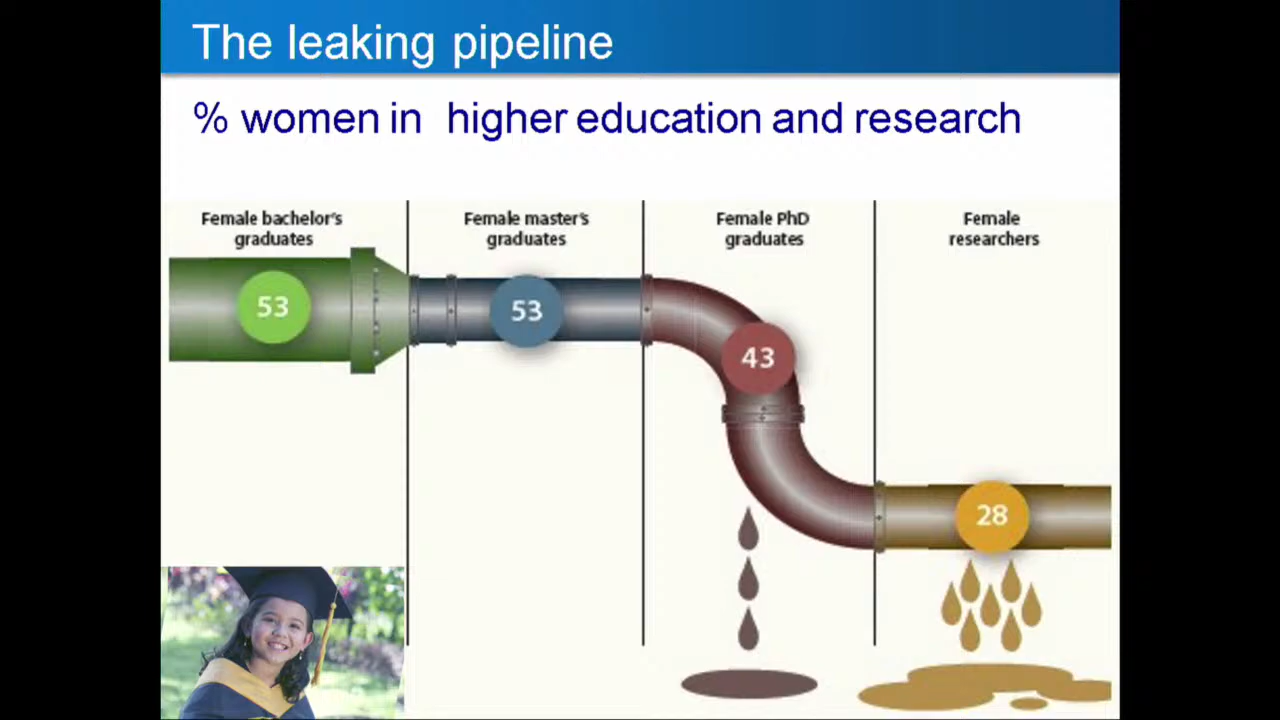 The leaking pipeline
% women in higher education and research
Female bachelor's
graduates
Female master's
graduates
Female PhD
graduates
Female
researchers
53
53
43
28